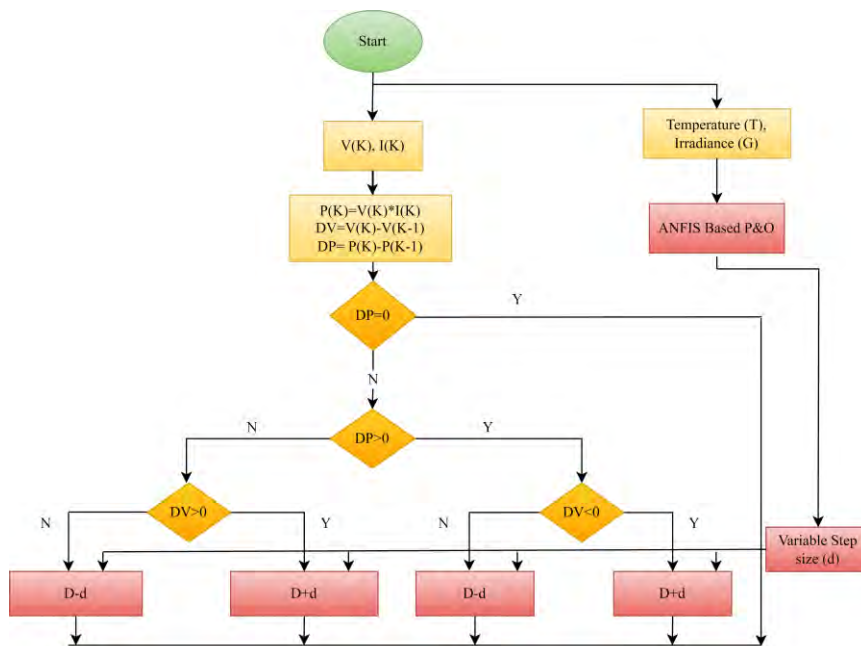 Start
V(K), I(K)
Temperature (T),
Irradiance (G)
P(K)=V(K)*I(K)
DV=V(K)-V(K-1)
DP= P(K)-P(K-1)
ANFIS Based P&O
DP=0
Y
N
DP>0
N
Y
DV>0
N
Y
DV<0
N
Y
Variable Step
size (d)
D-d
D+d
D-d
D+d